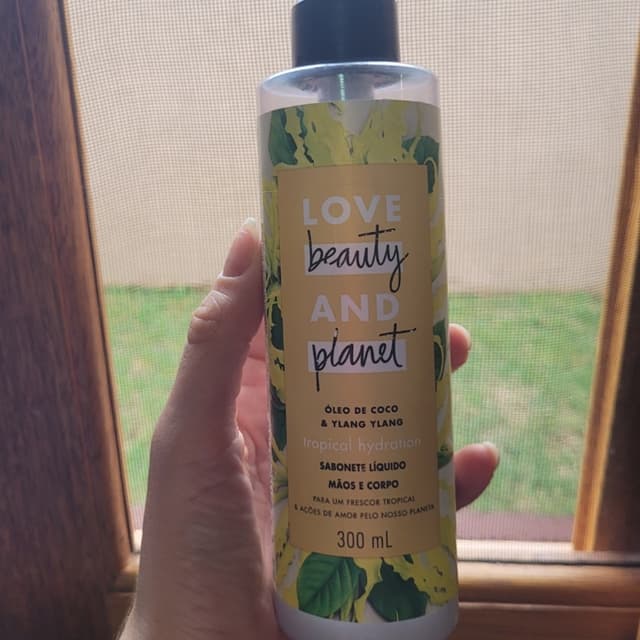 LOVE
beauty
AND
planet
ÓLEO DE COCO
& YLANG YLANG
tropical hydration
SABONETE LÍQUIDO
MÃOS E CORPO
PARA UM FRESCOR TROPICAL
& AÇÕES DE AMOR PELO NOSSO PLANETA
300 mL